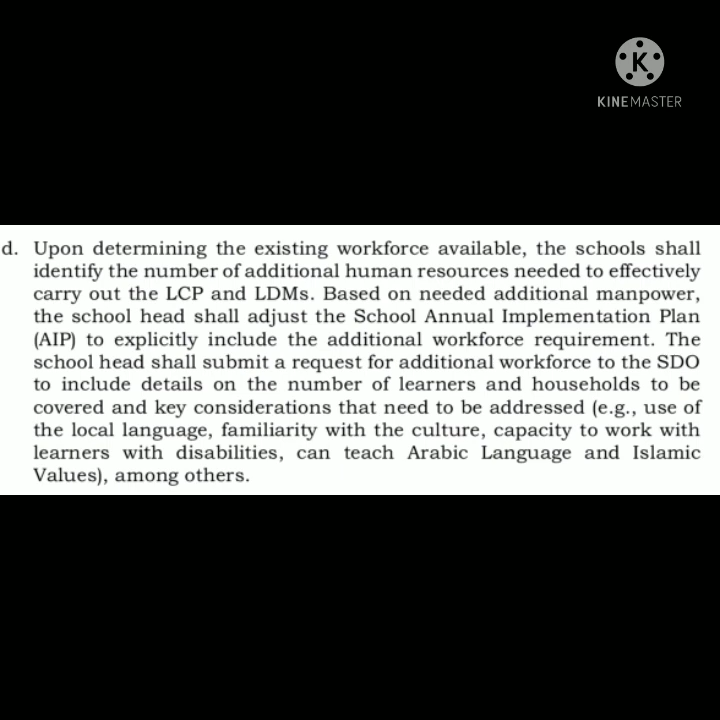 K
KINEMASTER
d. Upon determining the existing workforce available, the schools shall
identify the number of additional human resources needed to effectively
carry out the LCP and LDMs. Based on needed additional manpower,
the school head shall adjust the School Annual Implementation Plan
(AIP) to explicitly include the additional workforce requirement. The
school head shall submit a request for additional workforce to the SDO
to include details on the number of learners and households to be
covered and key considerations that need to be addressed (e.g., use of
the local language, familiarity with the culture, capacity to work with
learners with disabilities, can teach Arabic Language and Islamic
Values), among others.